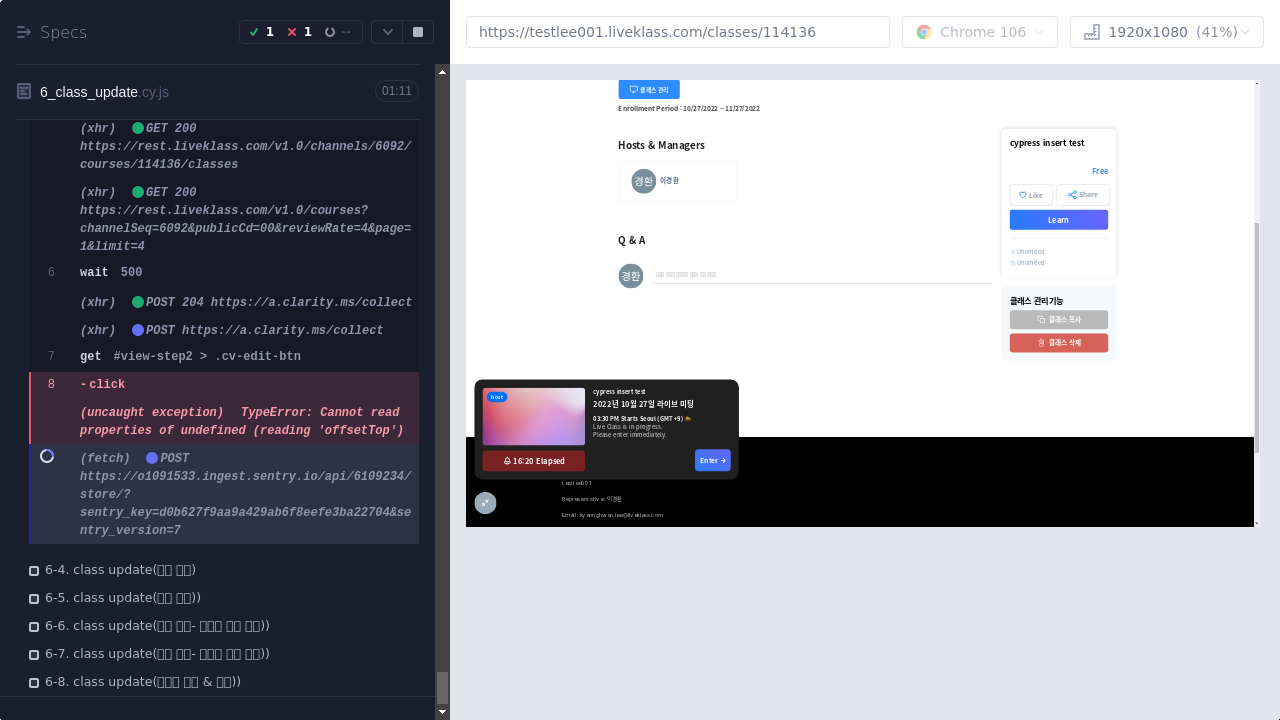 Specs
1
1
--
6_class_update.cy.js
01:11
(xhr) GET 200
https://rest.liveklass.com/v1.0/channels/6092/
courses/114136/classes
(xhr) GET 200
https://rest.liveklass.com/v1.0/courses?
channelSeq=6092&publicCd=00&reviewRate=4&page=
1&limit=4
6 wait 500
(xhr) POST 204 https://a.clarity.ms/collect
(xhr) POST https://a.clarity.ms/collect
7 get #view-step2 > .cv-edit-btn
8 -click
(uncaught exception) TypeError: Cannot read
properties of undefined (reading 'offsetTop')
(fetch) POST
https://o1091533.ingest.sentry.io/api/6109234/
store/?
sentry_key=d0b627f9aa9a429ab6f8eefe3ba22704&se
ntry_version=7
6-4. class update(
6-5. class update(
6-6. class update(
6-7. class update(
6-8. class update(
https://testlee001.liveklass.com/classes/114136
Chrome 106
1920x1080 (41%)
클래스 관리
Enrollment Period : 10/27/2022 ~ 11/27/2022
Hosts & Managers
경환 이경환
Q & A
경환
cypress insert test
Free
Like
Share
Learn
Unlimited
Unlimited
클래스 관리기능
클래스 복사
클래스 삭제
host
cypress insert test
2022년 10월 27일 라이브 미팅
03:30 PM Starts Seoul (GMT +9)
Live Class is in progress.
Please enter immediately.
16:20 Elapsed
Enter →
testlee001
Representative: 이경환
Email: kyeonghwan.lee@liveklass.com